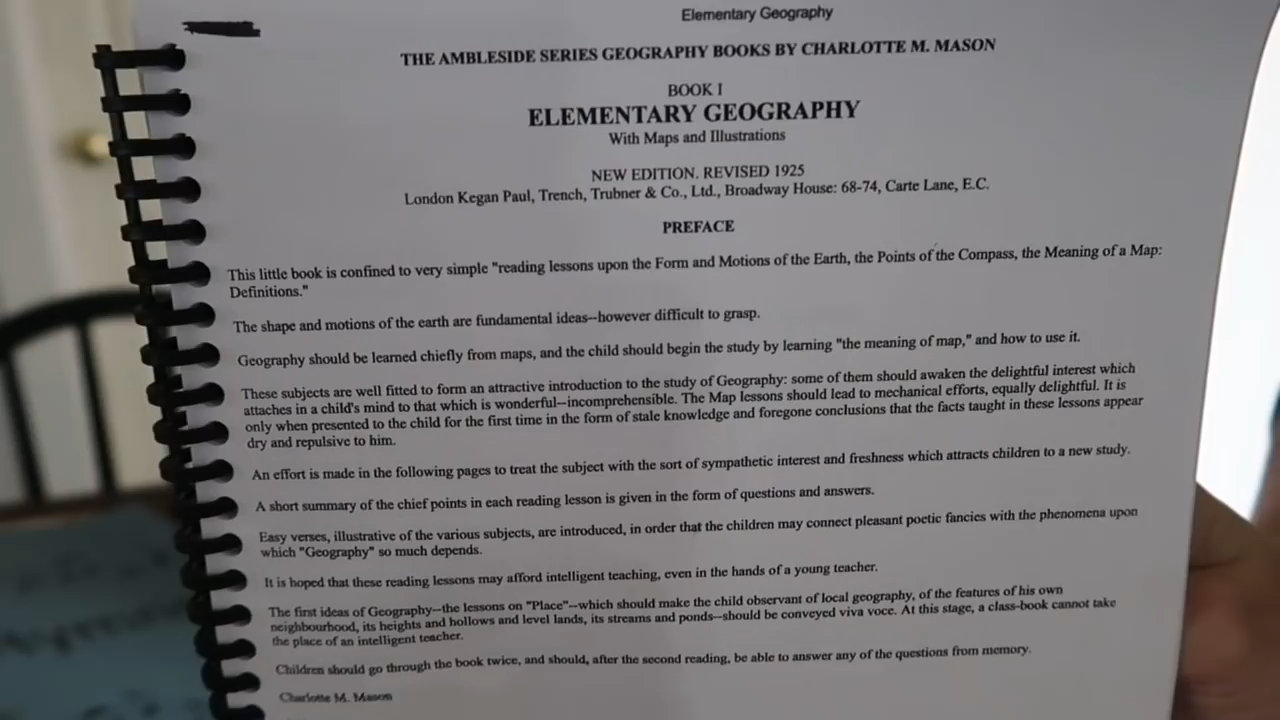 Elementary Geography
THE AMBLESIDE SERIES GEOGRAPHY BOOKS BY CHARLOTTE M. MASON
BOOK I
ELEMENTARY GEOGRAPHY
With Maps and Illustrations
NEW EDITION. REVISED 1925
London Kegan Paul, Trench, Trubner & Co., Ltd., Broadway House: 68-74, Carte Lane, E.C.
PREFACE
This little book is confined to very simple "reading lessons upon the Form and Motions of the Earth, the Points of the Compass, the Meaning of a Map:
Definitions."
The shape and motions of the earth are fundamental ideas--however difficult to grasp.
Geography should be learned chiefly from maps, and the child should begin the study by learning "the meaning of map," and how to use it.
These subjects are well fitted to form an attractive introduction to the study of Geography: some of them should awaken the delightful interest which
attaches in a child's mind to that which is wonderful--incomprehensible. The Map lessons should lead to mechanical efforts, equally delightful. It is
only when presented to the child for the first time in the form of stale knowledge and foregone conclusions that the facts taught in these lessons appear
dry and repulsive to him.
An effort is made in the following pages to treat the subject with the sort of sympathetic interest and freshness which attracts children to a new study.
A short summary of the chief points in each reading lesson is given in the form of questions and answers.
Easy verses, illustrative of the various subjects, are introduced, in order that the children may connect pleasant poetic fancies with the phenomena upon
which "Geography" so much depends.
It is hoped that these reading lessons may afford intelligent teaching, even in the hands of a young teacher.
The first ideas of Geography--the lessons on "Place"--which should make the child observant of local geography, of the features of his own
neighbourhood, its heights and hollows and level lands, its streams and ponds--should be conveyed viva voce. At this stage, a class-book cannot take
the place of an intelligent teacher.
Children should go through the book twice, and should, after the second reading, be able to answer any of the questions from memory.
Charlotte M. Mason